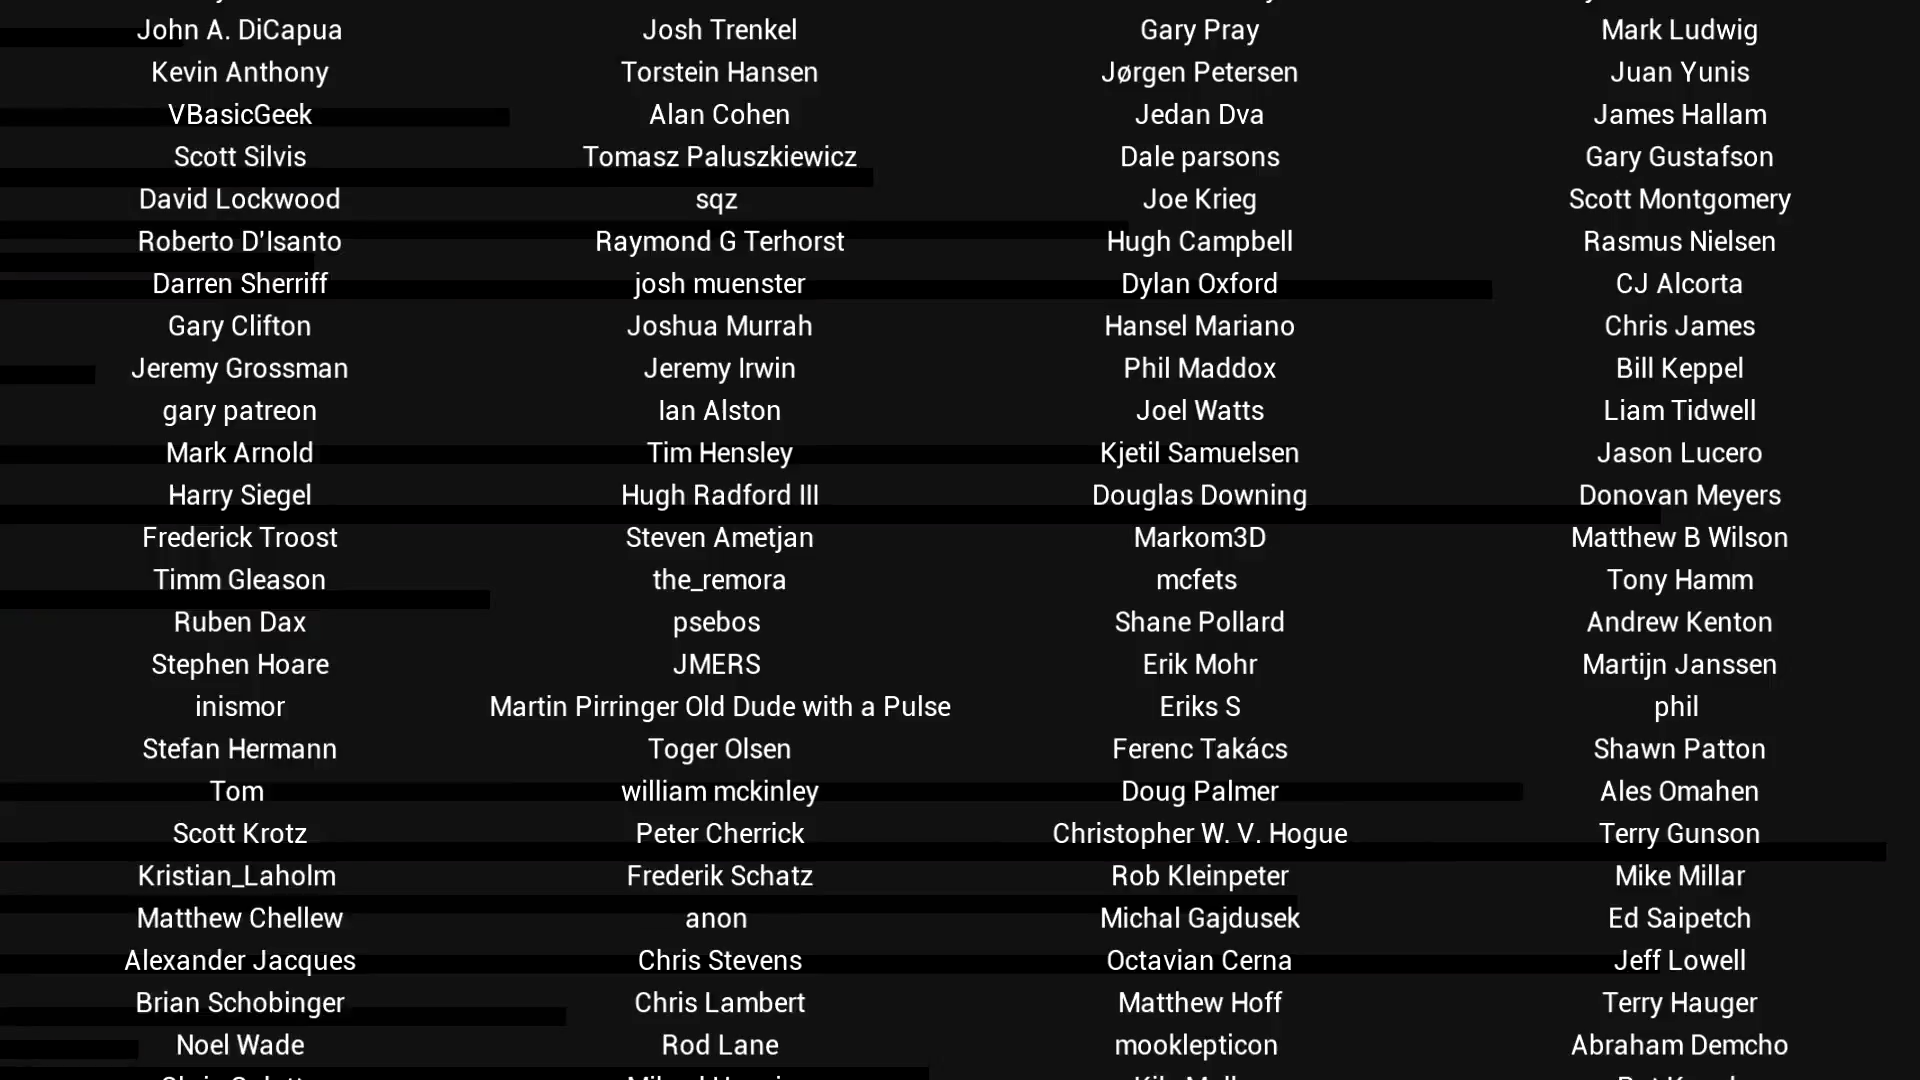 John A. DiCapua Josh Trenkel Gary Pray Mark Ludwig
Kevin Anthony Torstein Hansen Jørgen Petersen Juan Yunis
VBasicGeek Alan Cohen Jedan Dva James Hallam
Scott Silvis Tomasz Paluszkiewicz Dale parsons Gary Gustafson
David Lockwood sqz Joe Krieg Scott Montgomery
Roberto D'Isanto Raymond G Terhorst Hugh Campbell Rasmus Nielsen
Darren Sherriff josh muenster Dylan Oxford CJ Alcorta
Gary Clifton Joshua Murrah Hansel Mariano Chris James
Jeremy Grossman Jeremy Irwin Phil Maddox Bill Keppel
gary patreon Ian Alston Joel Watts Liam Tidwell
Mark Arnold Tim Hensley Kjetil Samuelsen Jason Lucero
Harry Siegel Hugh Radford III Douglas Downing Donovan Meyers
Frederick Troost Steven Ametjan Markom3D Matthew B Wilson
Timm Gleason the_remora mcfets Tony Hamm
Ruben Dax psebos Shane Pollard Andrew Kenton
Stephen Hoare JMERS Erik Mohr Martijn Janssen
inismor Martin Pirringer Old Dude with a Pulse Eriks S phil
Stefan Hermann Toger Olsen Ferenc Takács Shawn Patton
Tom william mckinley Doug Palmer Ales Omahen
Scott Krotz Peter Cherrick Christopher W. V. Hogue Terry Gunson
Kristian_Laholm Frederik Schatz Rob Kleinpeter Mike Millar
Matthew Chellew anon Michal Gajdusek Ed Saipetch
Alexander Jacques Chris Stevens Octavian Cerna Jeff Lowell
Brian Schobinger Chris Lambert Matthew Hoff Terry Hauger
Noel Wade Rod Lane mooklepticon Abraham Demcho